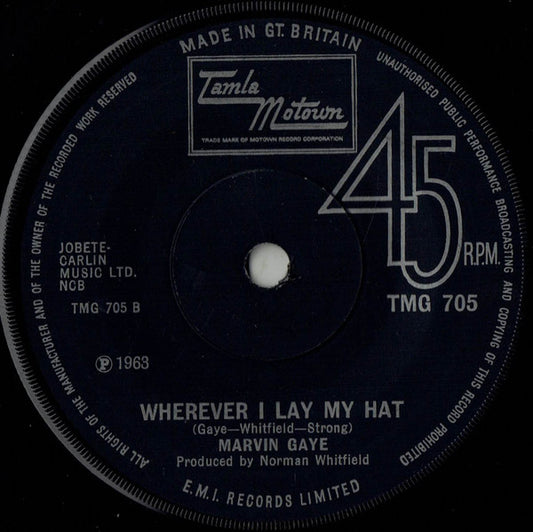 MADE IN GT. BRITAIN
UNAUTHORISED PUBLIC PERFORMANCE BROADCASTING AND COPYING OF THIS RECORD PROHIBITED
ALL RIGHTS OF THE MANUFACTURER AND OF THE OWNER OF THE RECORDED WORK RESERVED
Tamla
Motown
TRADE MARK OF MOTOWN RECORD CORPORATION
45
R.P.M.
TMG 705
JOBETE-
CARLIN
MUSIC LTD.
NCB
TMG 705 B
Ⓟ 1963
WHEREVER I LAY MY HAT
(Gaye—Whitfield—Strong)
MARVIN GAYE
Produced by Norman Whitfield
E.M.I. RECORDS LIMITED